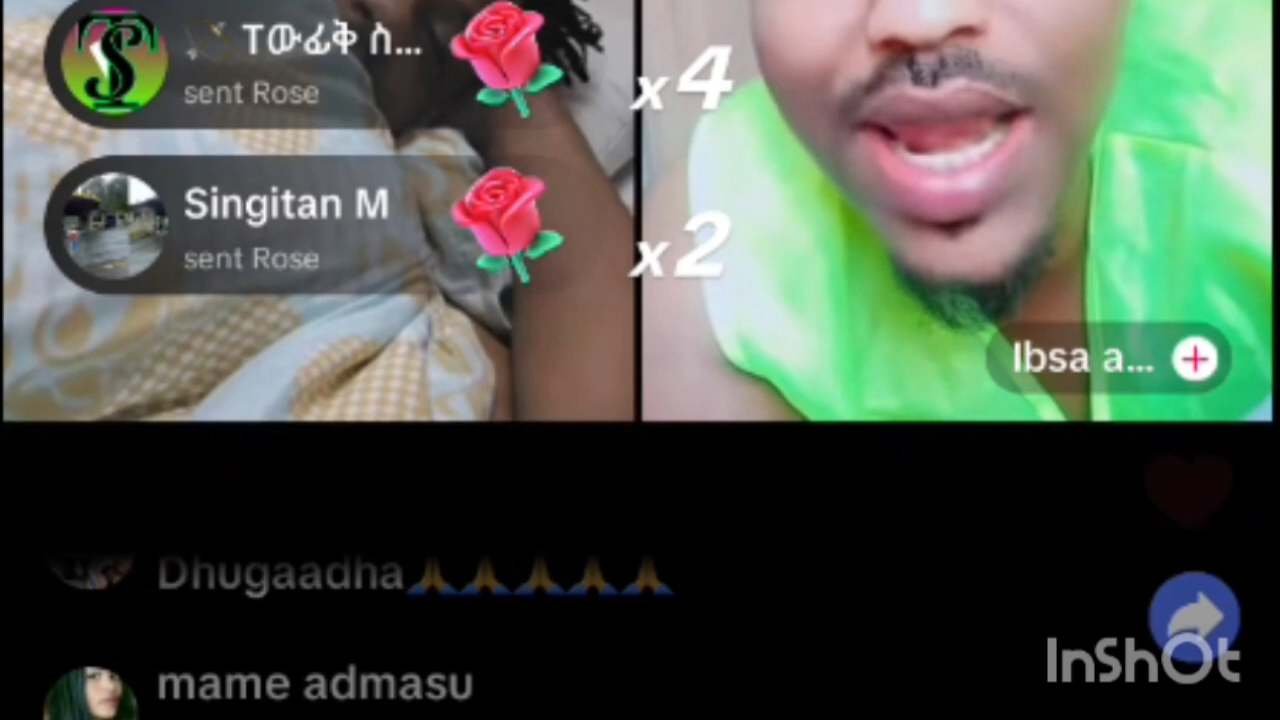 ፐውፊቅ ስ...
sent Rose
x4
Singitan M
sent Rose
x2
Ibsa a...
Dhugaadha🙏🙏🙏🙏🙏
mame admasu
InShOt